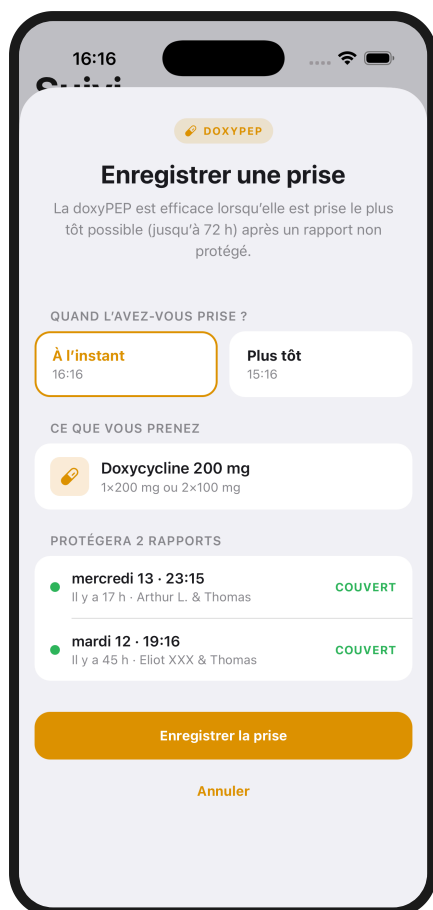 16:16
Suivi
DOXYPEP
Enregistrer une prise
La doxyPEP est efficace lorsqu’elle est prise le plus
tôt possible (jusqu’à 72 h) après un rapport non
protégé.
QUAND L’AVEZ-VOUS PRISE ?
À l’instant
16:16
Plus tôt
15:16
CE QUE VOUS PRENEZ
Doxycycline 200 mg
1×200 mg ou 2×100 mg
PROTÉGERA 2 RAPPORTS
mercredi 13 · 23:15
Il y a 17 h · Arthur L. & Thomas
COUVERT
mardi 12 · 19:16
Il y a 45 h · Eliot XXX & Thomas
COUVERT
Enregistrer la prise
Annuler